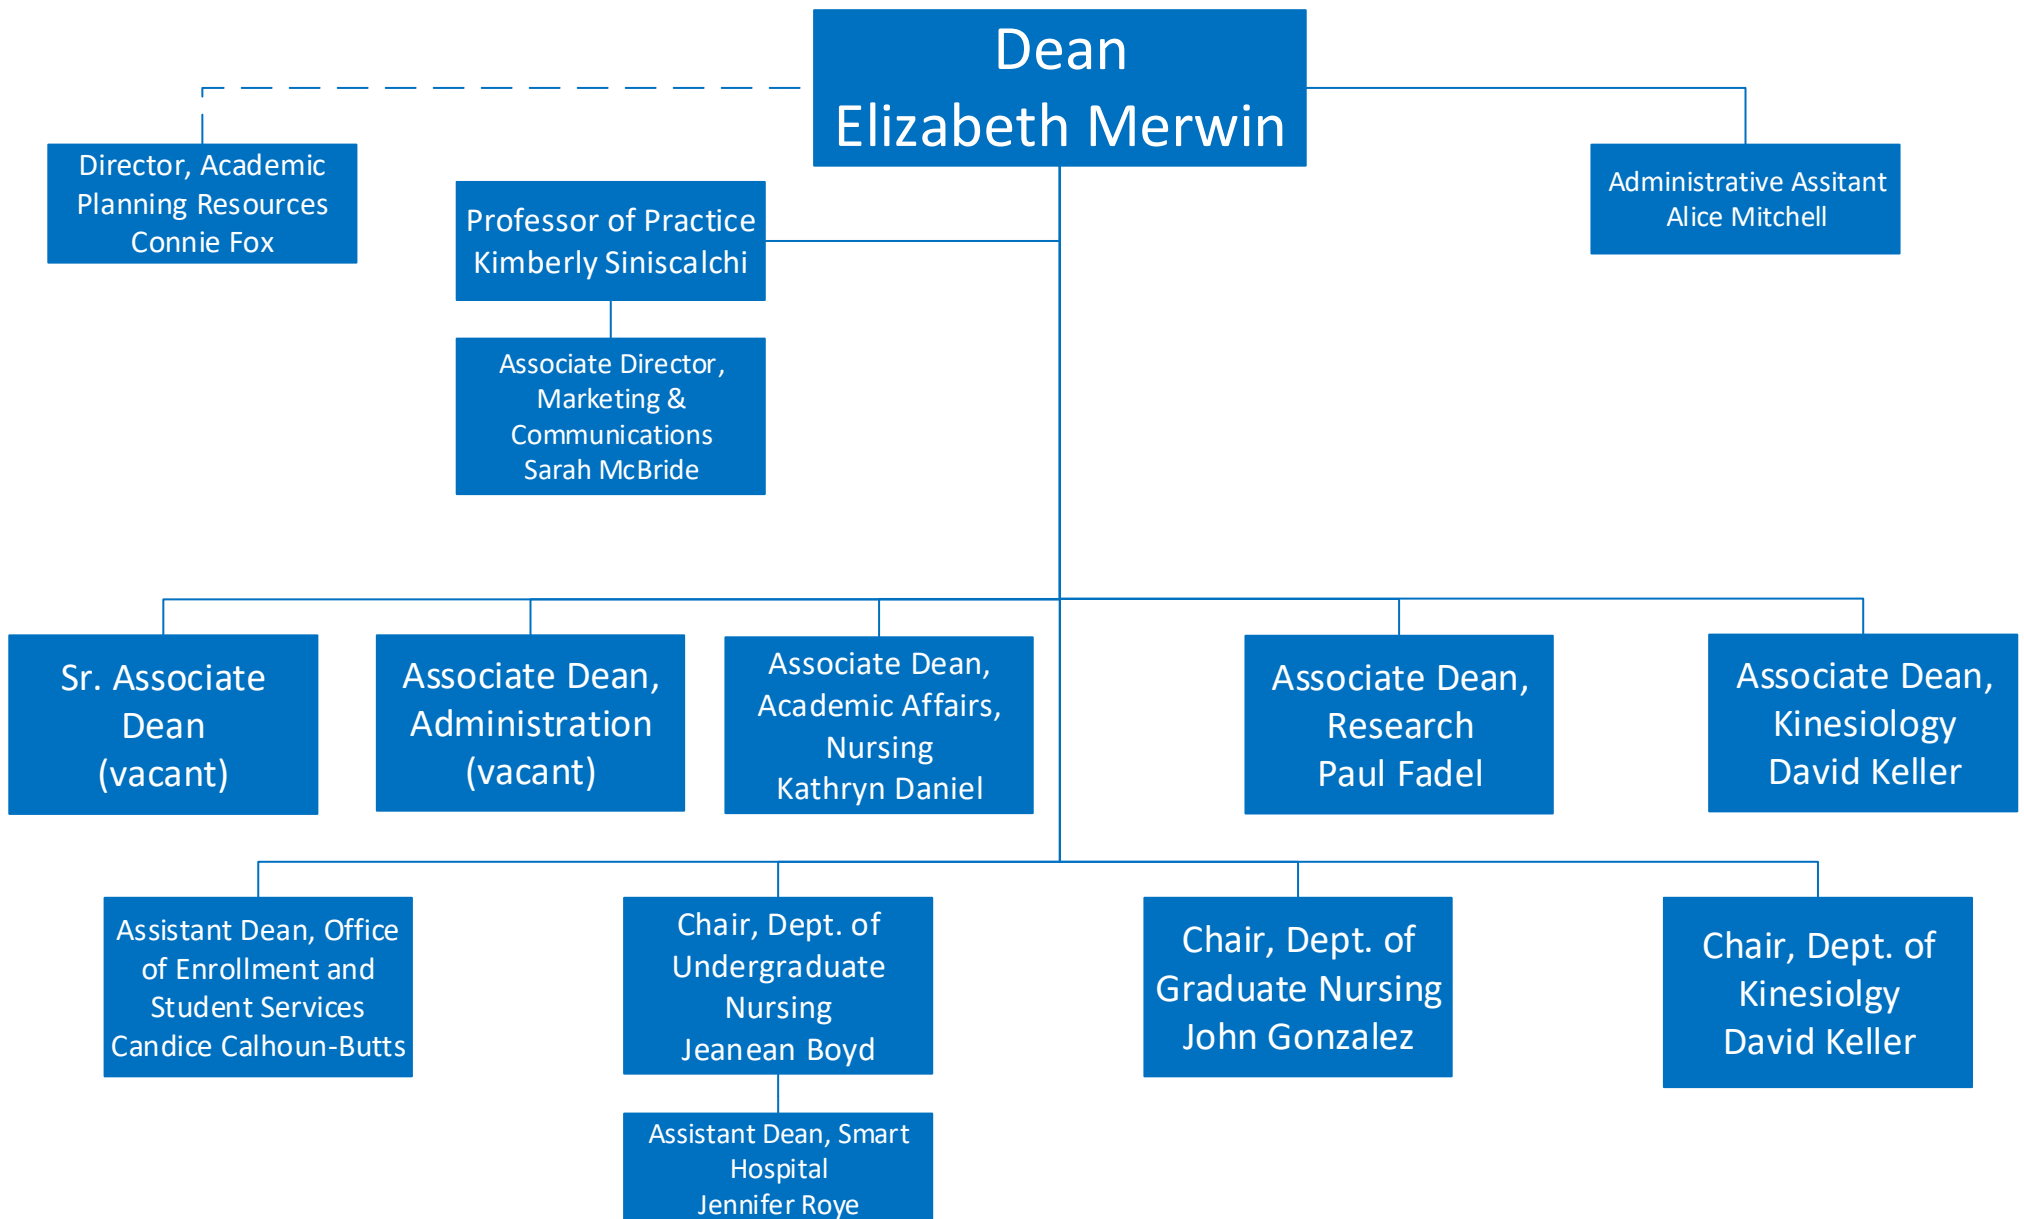 Dean
Elizabeth Merwin
Director, Academic
Planning Resources
Connie Fox
Administrative Assitant
Alice Mitchell
Professor of Practice
Kimberly Siniscalchi
Associate Director,
Marketing &
Communications
Sarah McBride
Sr. Associate
Dean
(vacant)
Associate Dean,
Administration
(vacant)
Associate Dean,
Academic Affairs,
Nursing
Kathryn Daniel
Associate Dean,
Research
Paul Fadel
Associate Dean,
Kinesiology
David Keller
Assistant Dean, Office
of Enrollment and
Student Services
Candice Calhoun-Butts
Chair, Dept. of
Undergraduate
Nursing
Jeanean Boyd
Chair, Dept. of
Graduate Nursing
John Gonzalez
Chair, Dept. of
Kinesiolgy
David Keller
Assistant Dean, Smart
Hospital
Jennifer Roye